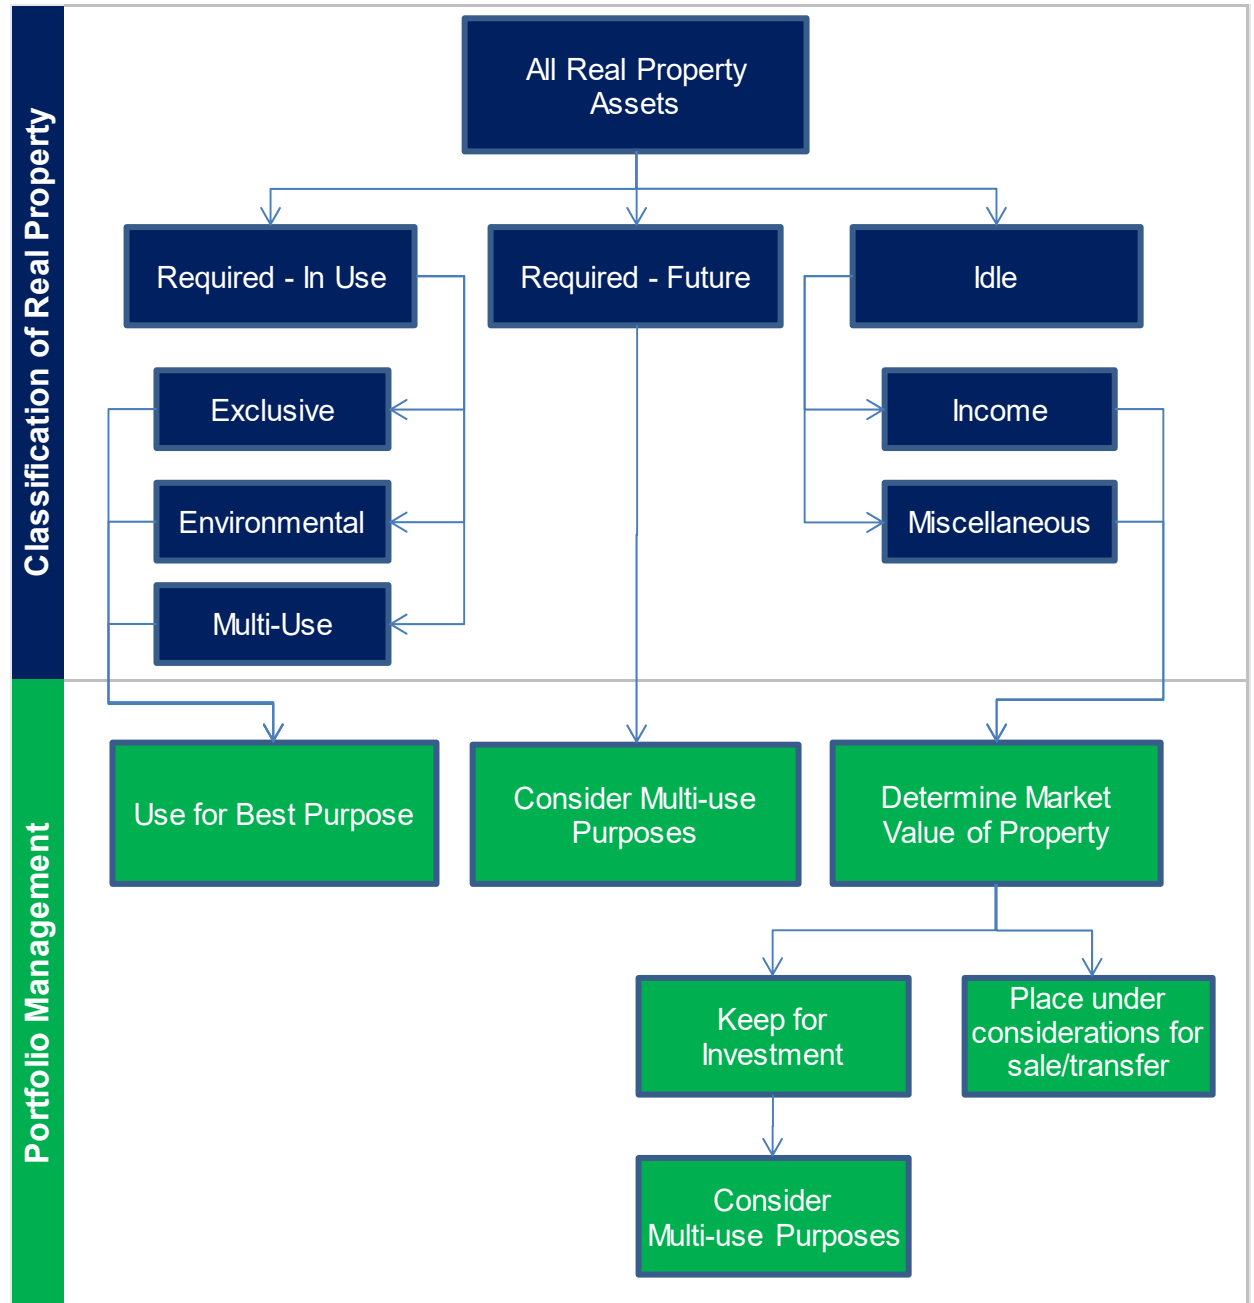 Classification of Real Property
All Real Property
Assets
Required - In Use
Required - Future
Idle
Exclusive
Income
Environmental
Miscellaneous
Multi-Use
Portfolio Management
Use for Best Purpose
Consider Multi-use
Purposes
Determine Market
Value of Property
Keep for
Investment
Place under
considerations for
sale/transfer
Consider
Multi-use Purposes